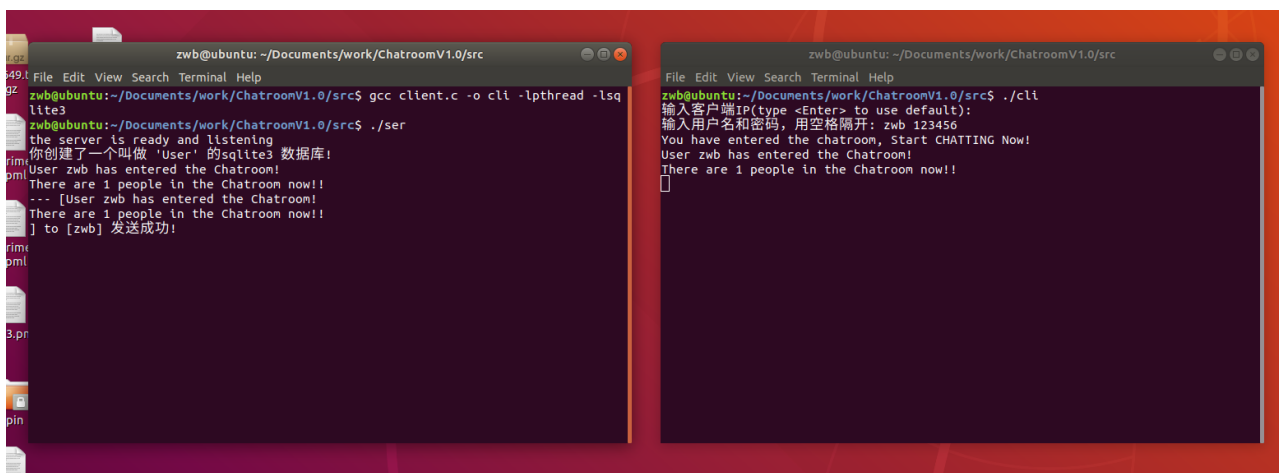 zwb@ubuntu: ~/Documents/work/ChatroomV1.0/src
File Edit View Search Terminal Help
zwb@ubuntu:~/Documents/work/ChatroomV1.0/src$ gcc client.c -o cli -lpthread -lsq
lite3
zwb@ubuntu:~/Documents/work/ChatroomV1.0/src$ ./ser
the server is ready and listening
你创建了一个叫做 'User' 的sqlite3 数据库!
User zwb has entered the Chatroom!
There are 1 people in the Chatroom now!!
--- [User zwb has entered the Chatroom!
There are 1 people in the Chatroom now!!
] to [zwb] 发送成功!
zwb@ubuntu: ~/Documents/work/ChatroomV1.0/src
File Edit View Search Terminal Help
zwb@ubuntu:~/Documents/work/ChatroomV1.0/src$ ./cli
输入客户端IP(type <Enter> to use default):
输入用户名和密码，用空格隔开: zwb 123456
You have entered the chatroom, Start CHATTING Now!
User zwb has entered the Chatroom!
There are 1 people in the Chatroom now!!
gz
3.pn
pin